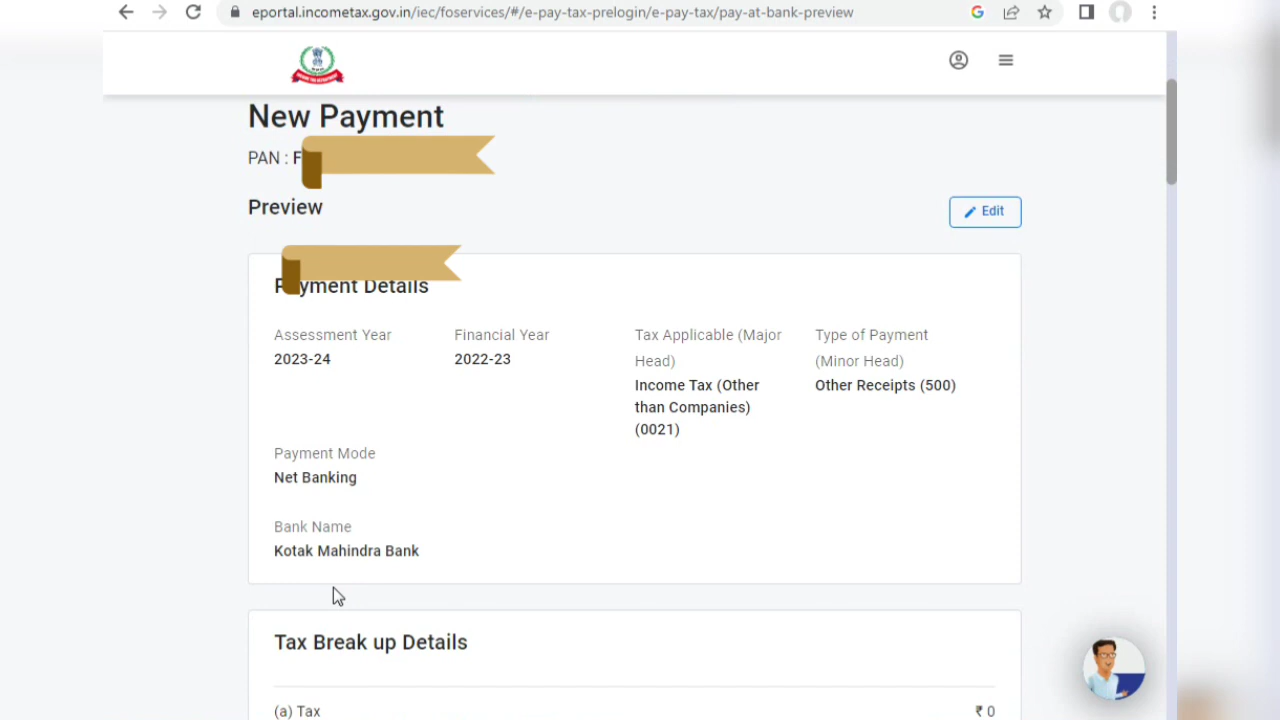 eportal.incometax.gov.in/iec/foservices/#/e-pay-tax-prelogin/e-pay-tax/pay-at-bank-preview
New Payment
PAN : F
Preview
Edit
Payment Details
Assessment Year
2023-24
Financial Year
2022-23
Tax Applicable (Major
Head)
Income Tax (Other
than Companies)
(0021)
Type of Payment
(Minor Head)
Other Receipts (500)
Payment Mode
Net Banking
Bank Name
Kotak Mahindra Bank
Tax Break up Details
(a) Tax
₹ 0